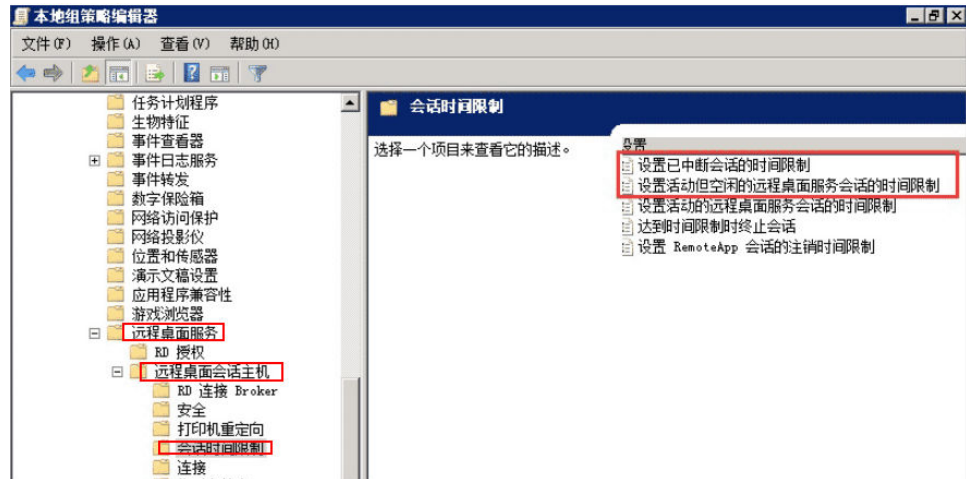 本地组策略编辑器
文件(F) 操作(A) 查看(V) 帮助(H)
任务计划程序
生物特征
事件查看器
事件日志服务
事件转发
数字保险箱
网络访问保护
网络投影仪
位置和传感器
演示文稿设置
应用程序兼容性
游戏浏览器
远程桌面服务
RD 授权
远程桌面会话主机
RD 连接 Broker
安全
打印机重定向
会话时间限制
连接
会话时间限制
选择一个项目来查看它的描述。
设置
设置已中断会话的时间限制
设置活动但空闲的远程桌面服务会话的时间限制
设置活动的远程桌面服务会话的时间限制
达到时间限制时终止会话
设置 RemoteApp 会话的注销时间限制